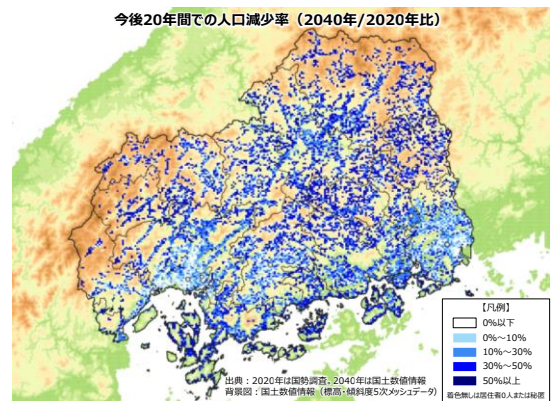 今後20年間での人口減少率（2040年/2020年比）
【凡例】
0%以下
0%～10%
10%～30%
30%～50%
50%以上
着色無しは居住者0人または秘匿
出典：2020年は国勢調査、2040年は国土数値情報
背景図：国土数値情報（標高・傾斜度5次メッシュデータ）